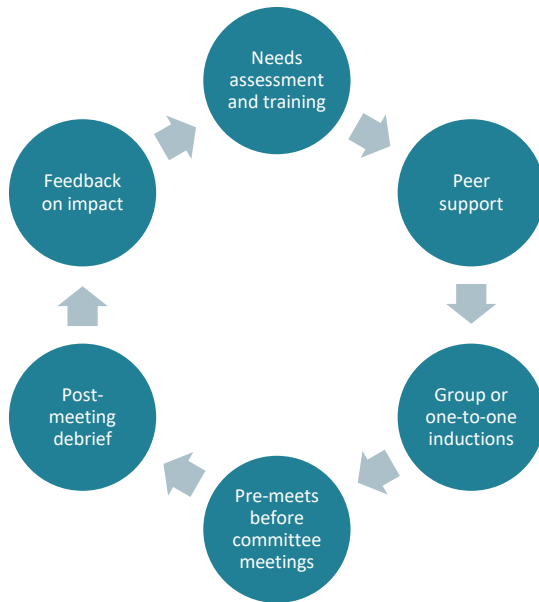 Needs
assessment
and training
Peer
support
Group or
one-to-one
inductions
Pre-meets
before
committee
meetings
Post-
meeting
debrief
Feedback
on impact